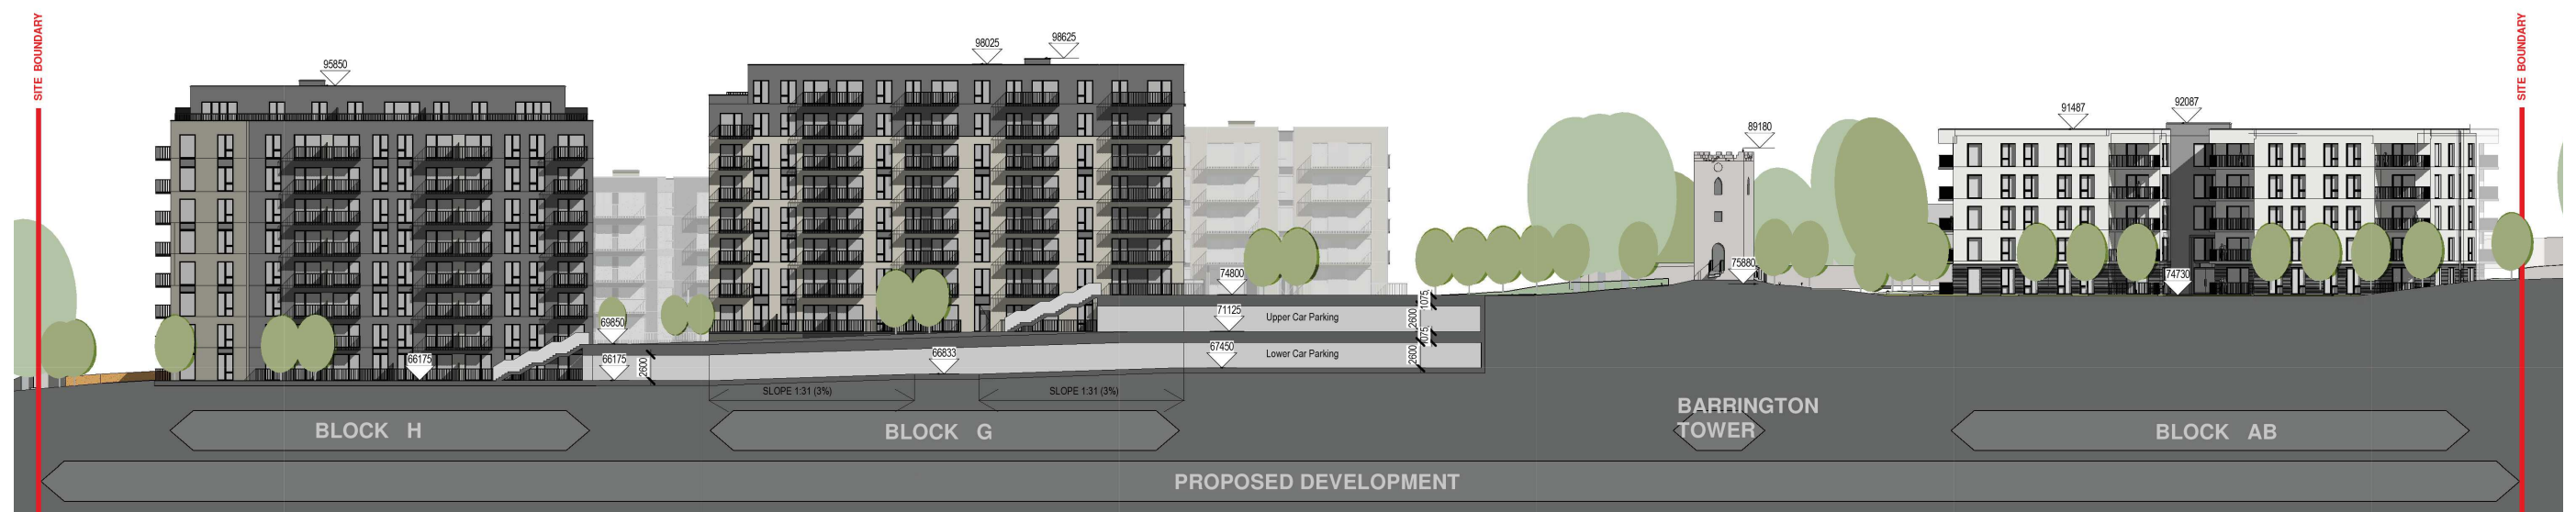 SITE BOUNDARY
95850
98025
98625
89180
91487
92087
SITE BOUNDARY
74800
75880
74730
1075
69850
71125
Upper Car Parking
2600
1075
66175
66175
2600
66833
67450
Lower Car Parking
2600
SLOPE 1:31 (3%)
SLOPE 1:31 (3%)
BLOCK H
BLOCK G
BARRINGTON
TOWER
BLOCK AB
PROPOSED DEVELOPMENT